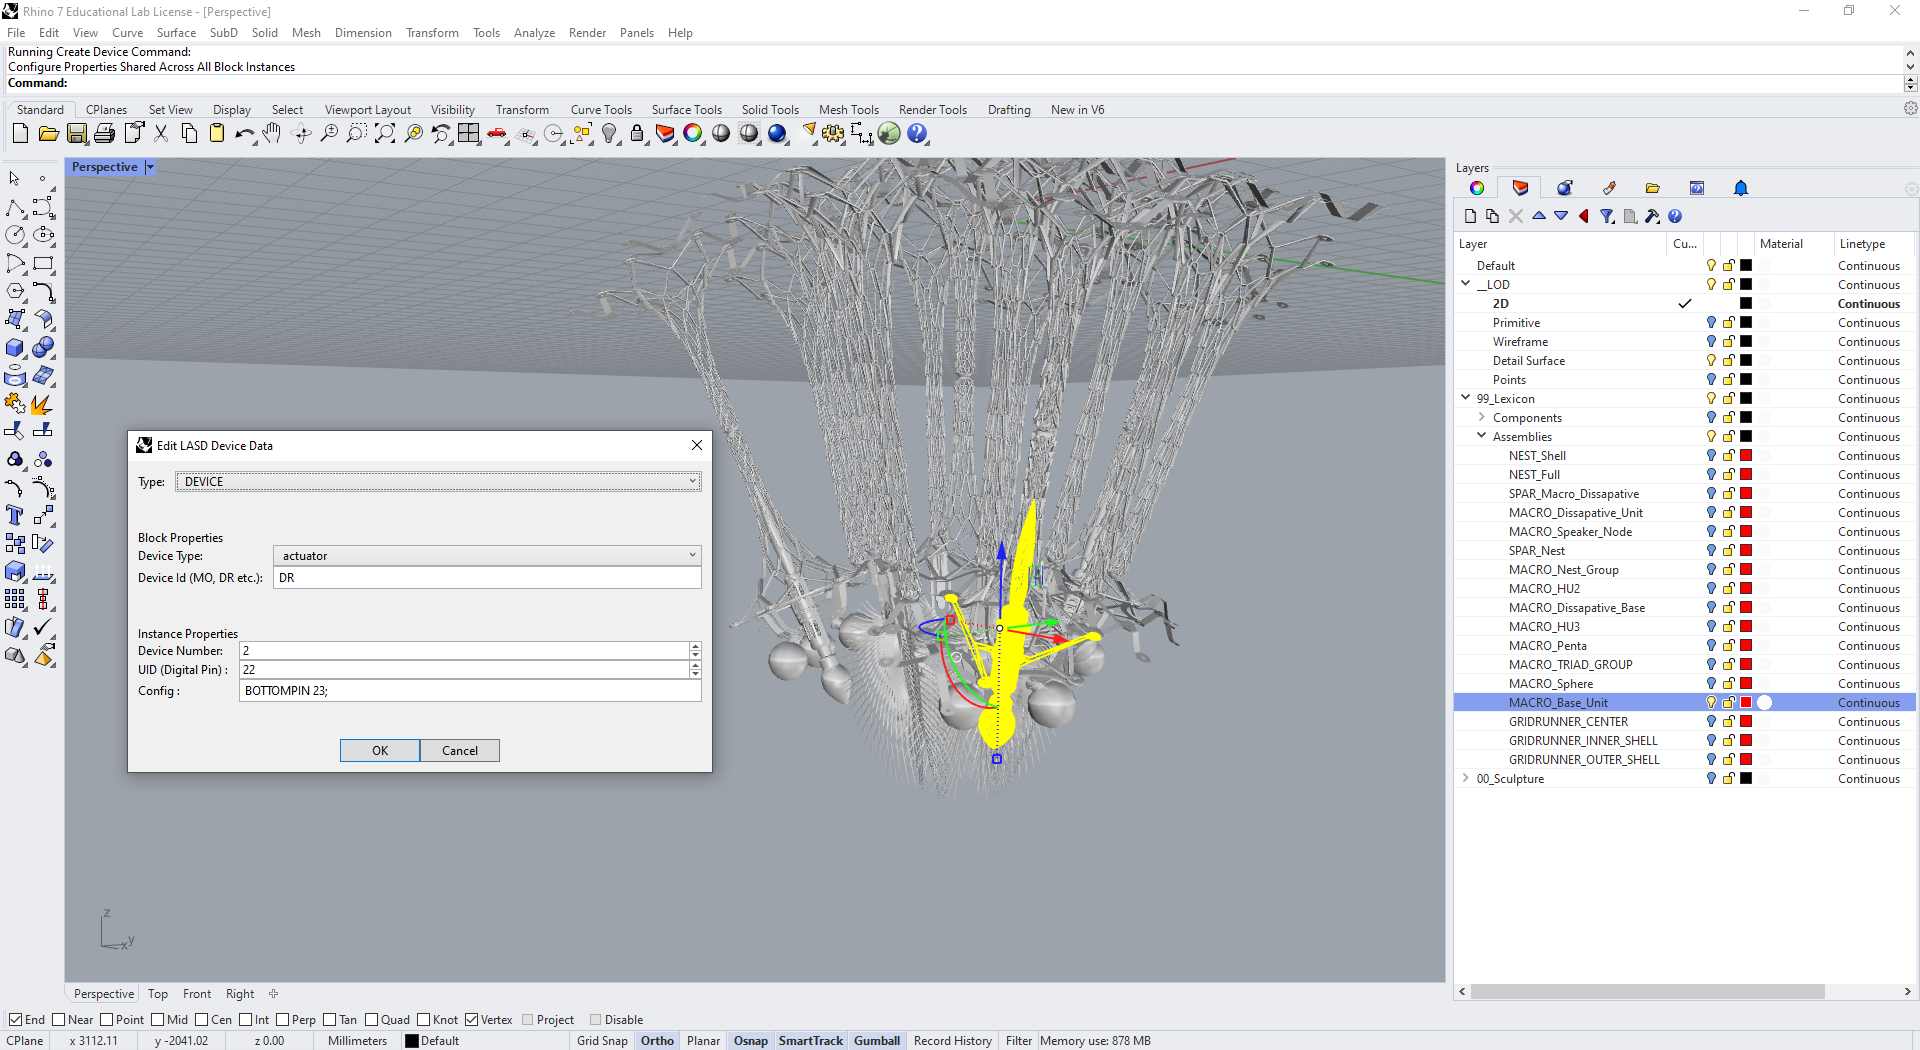 Rhino 7 Educational Lab License - [Perspective]
File Edit View Curve Surface SubD Solid Mesh Dimension Transform Tools Analyze Render Panels Help
Running Create Device Command:
Configure Properties Shared Across All Block Instances
Command:
Standard CPlanes Set View Display Select Viewport Layout Visibility Transform Curve Tools Surface Tools Solid Tools Mesh Tools Render Tools Drafting New in V6
Perspective
Edit LASD Device Data
Type: DEVICE
Block Properties
Device Type: actuator
Device Id (MO, DR etc.): DR
Instance Properties
Device Number: 2
UID (Digital Pin) : 22
Config : BOTTOMPIN 23;
OK Cancel
z
x y
Layers
Layer Cu... Material Linetype
Default Continuous
__LOD Continuous
2D Continuous
Primitive Continuous
Wireframe Continuous
Detail Surface Continuous
Points Continuous
99_Lexicon Continuous
Components Continuous
Assemblies Continuous
NEST_Shell Continuous
NEST_Full Continuous
SPAR_Macro_Dissapative Continuous
MACRO_Dissapative_Unit Continuous
MACRO_Speaker_Node Continuous
SPAR_Nest Continuous
MACRO_Nest_Group Continuous
MACRO_HU2 Continuous
MACRO_Dissapative_Base Continuous
MACRO_HU3 Continuous
MACRO_Penta Continuous
MACRO_TRIAD_GROUP Continuous
MACRO_Sphere Continuous
MACRO_Base_Unit Continuous
GRIDRUNNER_CENTER Continuous
GRIDRUNNER_INNER_SHELL Continuous
GRIDRUNNER_OUTER_SHELL Continuous
00_Sculpture Continuous
Perspective Top Front Right
End Near Point Mid Cen Int Perp Tan Quad Knot Vertex Project Disable
CPlane x 3112.11 y -2041.02 z 0.00 Millimeters Default Grid Snap Ortho Planar Osnap SmartTrack Gumball Record History Filter Memory use: 878 MB